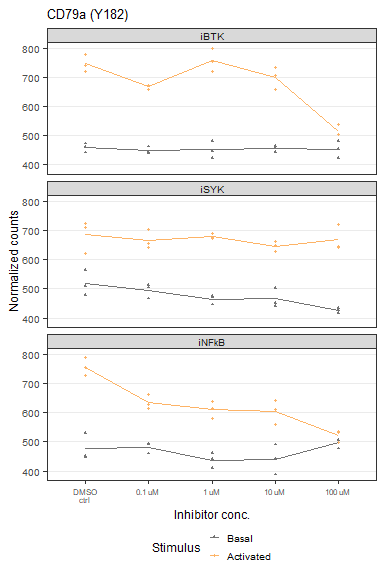 CD79a (Y182)
iBTK
800
700
600
500
400
iSYK
800
700
600
500
400
iNFkB
800
700
600
500
400
Normalized counts
DMSO ctrl
0.1 uM
1 uM
10 uM
100 uM
Inhibitor conc.
Stimulus
Basal
Activated